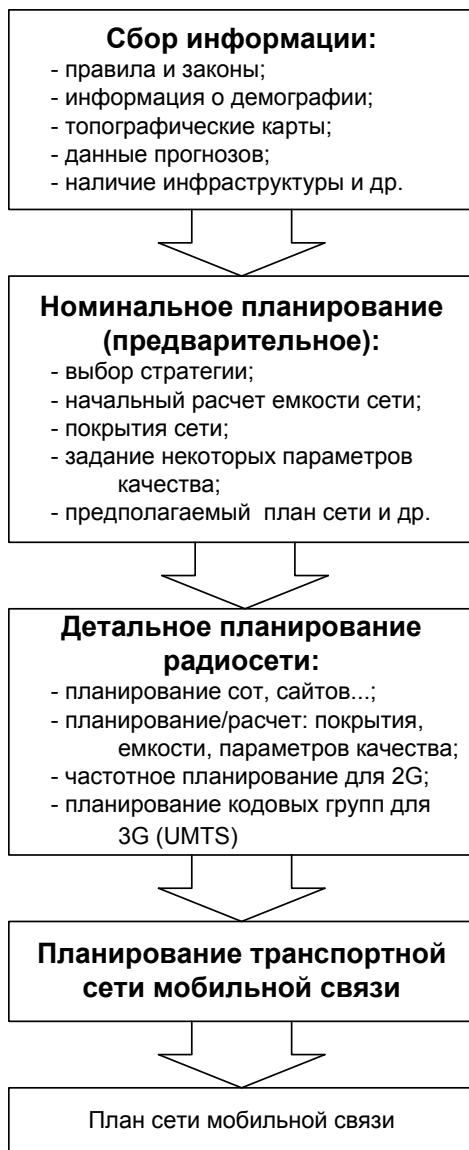 Сбор информации:
- правила и законы;
- информация о демографии;
- топографические карты;
- данные прогнозов;
- наличие инфраструктуры и др.
Номинальное планирование
(предварительное):
- выбор стратегии;
- начальный расчет емкости сети;
- покрытия сети;
- задание некоторых параметров
качества;
- предполагаемый план сети и др.
Детальное планирование
радиосети:
- планирование сот, сайтов...;
- планирование/расчет: покрытия,
емкости, параметров качества;
- частотное планирование для 2G;
- планирование кодовых групп для
3G (UMTS)
Планирование транспортной
сети мобильной связи
План сети мобильной связи